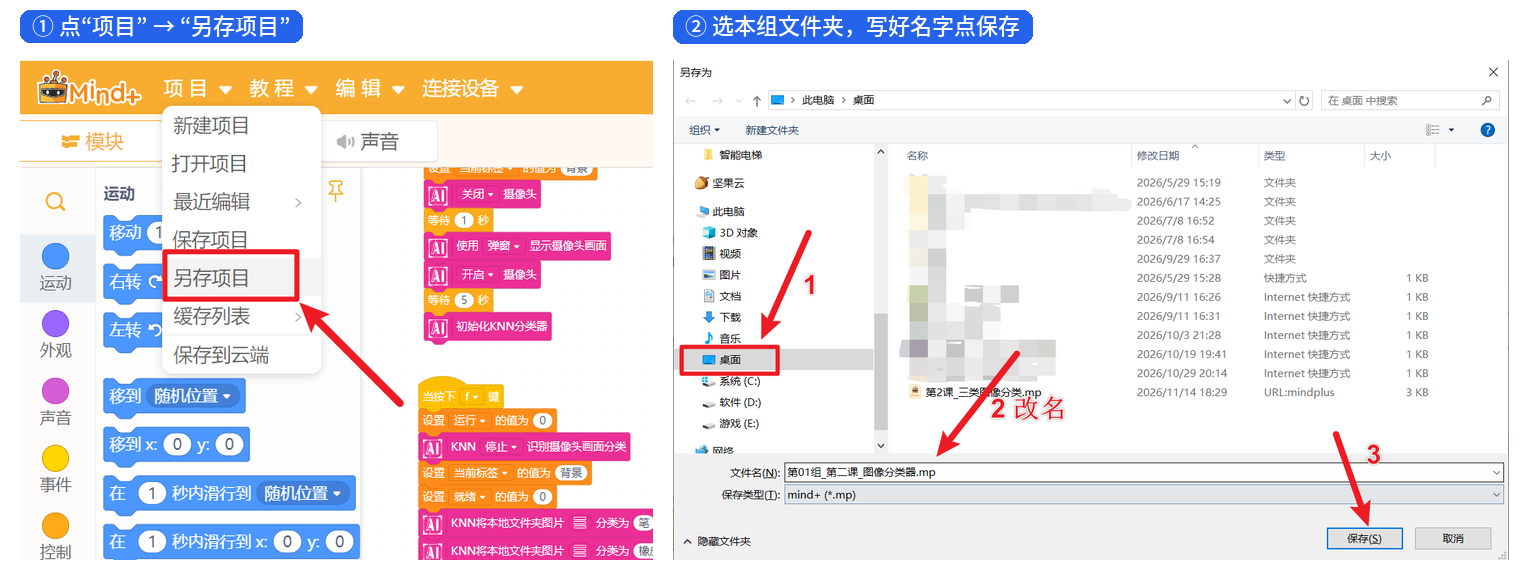 ① 点“项目” → “另存项目”
② 选本组文件夹，写好名字点保存
Mind+ 项目 教程 编辑 连接设备
模块 声音
新建项目
打开项目
最近编辑
保存项目
另存项目
缓存列表
保存到云端
运动
外观
声音
事件
控制
运动
移动 1
右转
左转
移到 随机位置
移到 x: 0 y: 0
在 1 秒内滑行到 随机位置
在 1 秒内滑行到 x: 0 y: 0
设置 当前标签 的值为 背景
AI 关闭 摄像头
等待 1 秒
AI 使用 弹窗 显示摄像头画面
AI 开启 摄像头
等待 5 秒
AI 初始化KNN分类器
当按下 f 键
设置 运行 的值为 0
AI KNN 停止 识别摄像头画面分类
设置 当前标签 的值为 背景
设置 就绪 的值为 0
AI KNN将本地文件夹图片 分类为 笔
AI KNN将本地文件夹图片 分类为 橡
另存为
此电脑 桌面
在 桌面 中搜索
组织 新建文件夹
智能电梯
坚果云
此电脑
3D 对象
视频
图片
文档
下载
音乐
桌面
系统 (C:)
软件 (D:)
游戏 (E:)
网络
名称 修改日期 类型 大小
2026/5/29 15:19 文件夹
2026/6/17 14:25 文件夹
2026/7/8 16:52 文件夹
2026/7/8 16:54 文件夹
2026/9/29 16:37 文件夹
2026/5/29 15:28 快捷方式 1 KB
2026/9/11 16:26 Internet 快捷方式 1 KB
2026/9/11 16:31 Internet 快捷方式 1 KB
2026/10/3 21:28 Internet 快捷方式 1 KB
2026/10/19 19:41 Internet 快捷方式 1 KB
2026/10/29 20:14 Internet 快捷方式 1 KB
第2课_三类图像分类.mp 2026/11/14 18:29 URL:mindplus 3 KB
1
2 改名
3
文件名(N): 第01组_第二课_图像分类器.mp
保存类型(T): mind+ (*.mp)
隐藏文件夹
保存(S) 取消